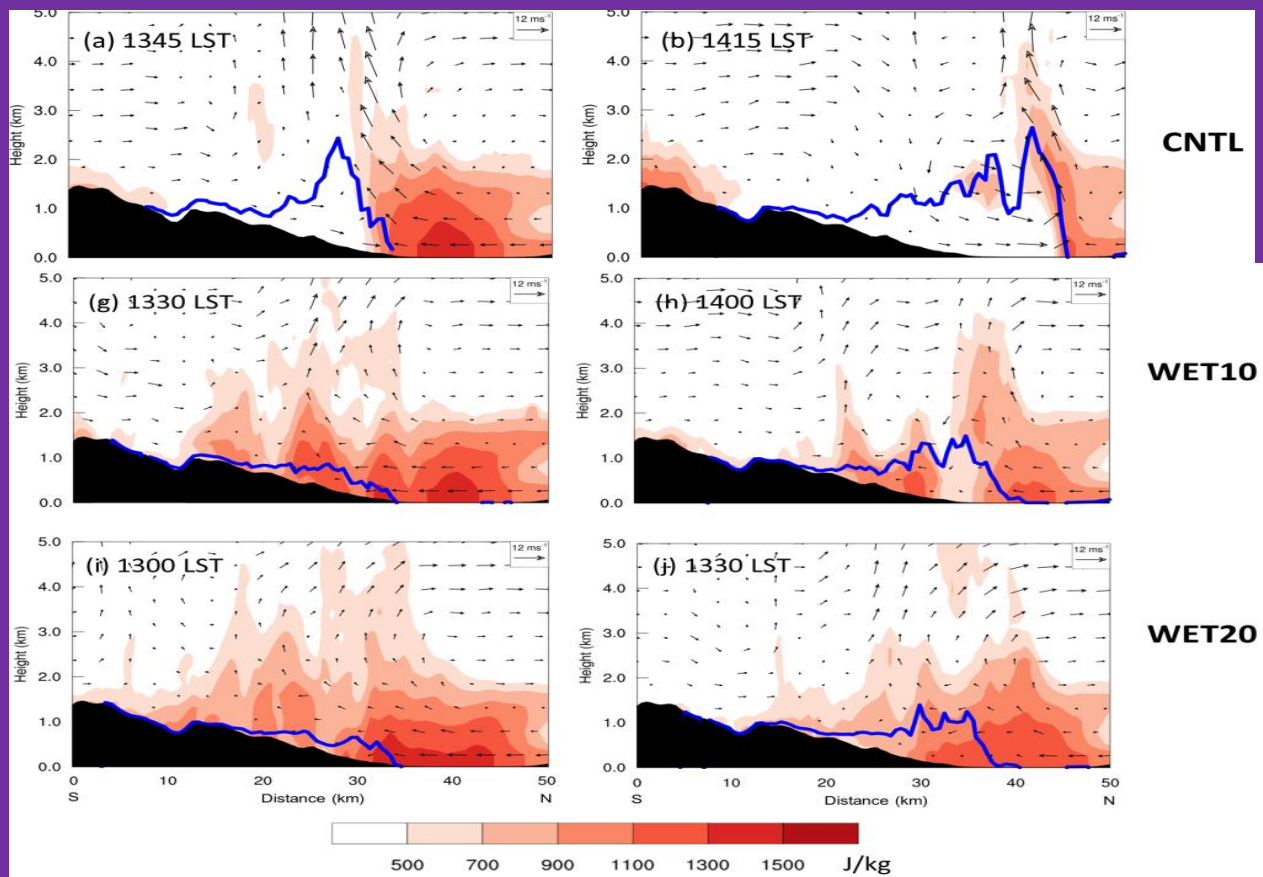 (a) 1345 LST
12 ms⁻¹
(b) 1415 LST
12 ms⁻¹
5.0
4.0
3.0
2.0
1.0
0.0
Height (km)
5.0
4.0
3.0
2.0
1.0
0.0
Height (km)
CNTL
(g) 1330 LST
12 ms⁻¹
(h) 1400 LST
12 ms⁻¹
5.0
4.0
3.0
2.0
1.0
0.0
Height (km)
5.0
4.0
3.0
2.0
1.0
0.0
Height (km)
WET10
(i) 1300 LST
12 ms⁻¹
(j) 1330 LST
12 ms⁻¹
5.0
4.0
3.0
2.0
1.0
0.0
Height (km)
5.0
4.0
3.0
2.0
1.0
0.0
Height (km)
WET20
0 10 20 30 40 50
S Distance (km) N
0 10 20 30 40 50
S Distance (km) N
500 700 900 1100 1300 1500 J/kg